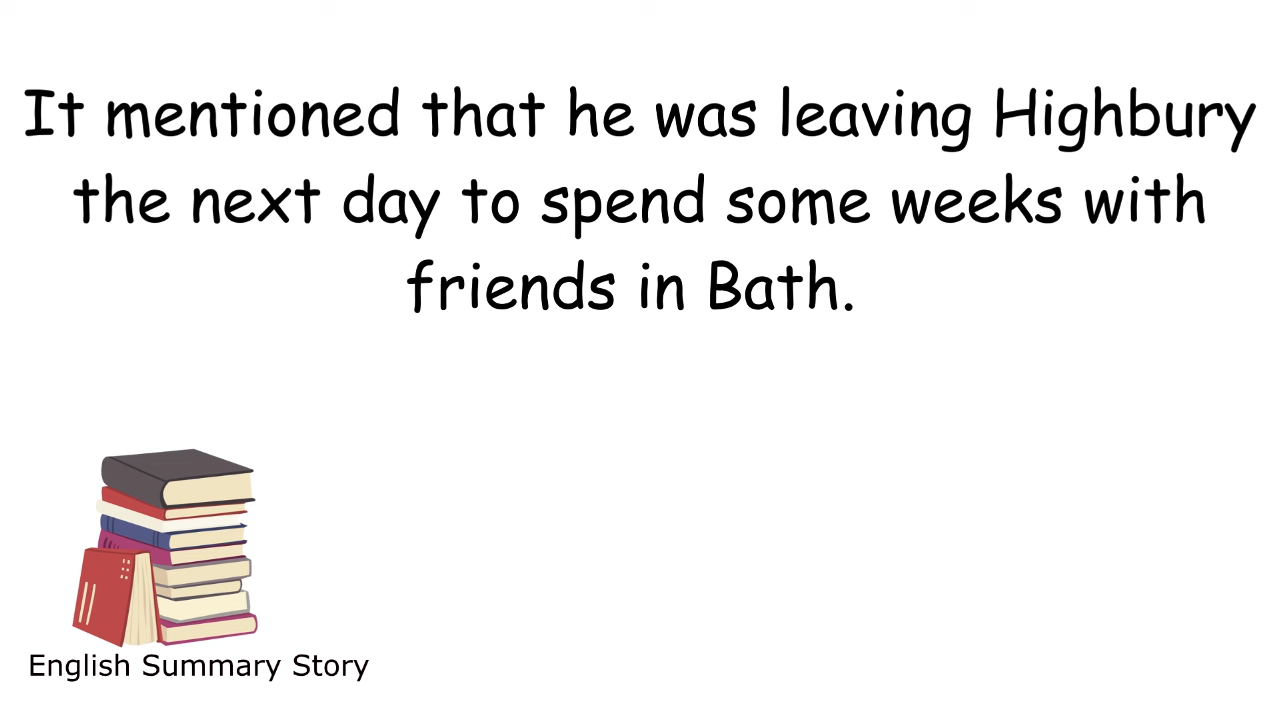 It mentioned that he was leaving Highbury
the next day to spend some weeks with
friends in Bath.
English Summary Story